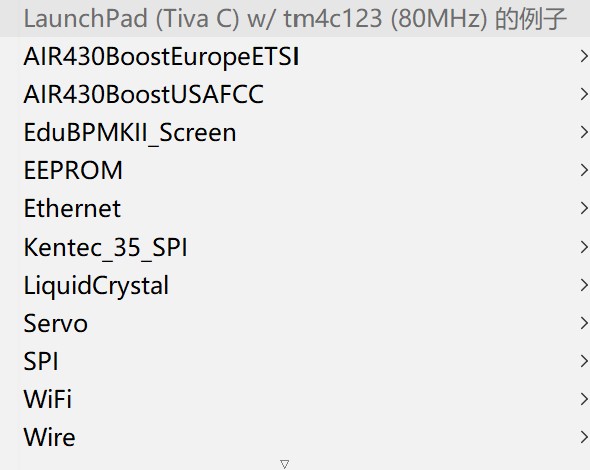 LaunchPad (Tiva C) w/ tm4c123 (80MHz) 的例子
AIR430BoostEuropeETSI
AIR430BoostUSAFCC
EduBPMKII_Screen
EEPROM
Ethernet
Kentec_35_SPI
LiquidCrystal
Servo
SPI
WiFi
Wire